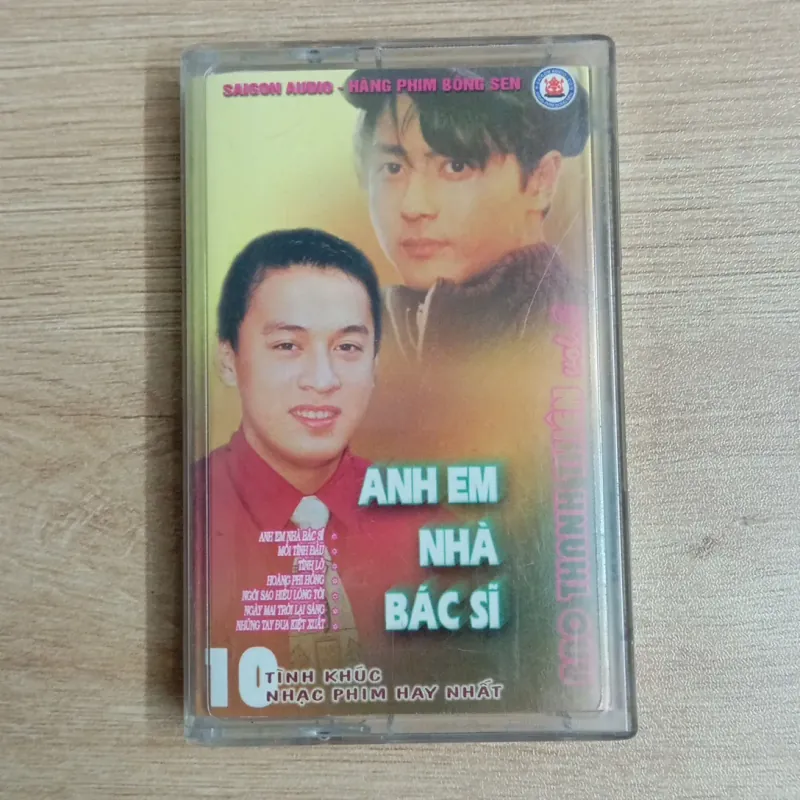 SAIGON AUDIO - HÃNG PHIM BÔNG SEN
ANH EM
NHÀ
BÁC SĨ
ANH EM NHÀ BÁC SĨ
MỐI TÌNH ĐẦU
TÌNH LỠ
HOÀNG PHI HỒNG
NGÔI SAO HIỂU LÒNG TÔI
NGÀY MAI TRỜI LẠI SÁNG
NHỮNG TAY ĐUA KIỆT XUẤT
10 TÌNH KHÚC
NHẠC PHIM HAY NHẤT